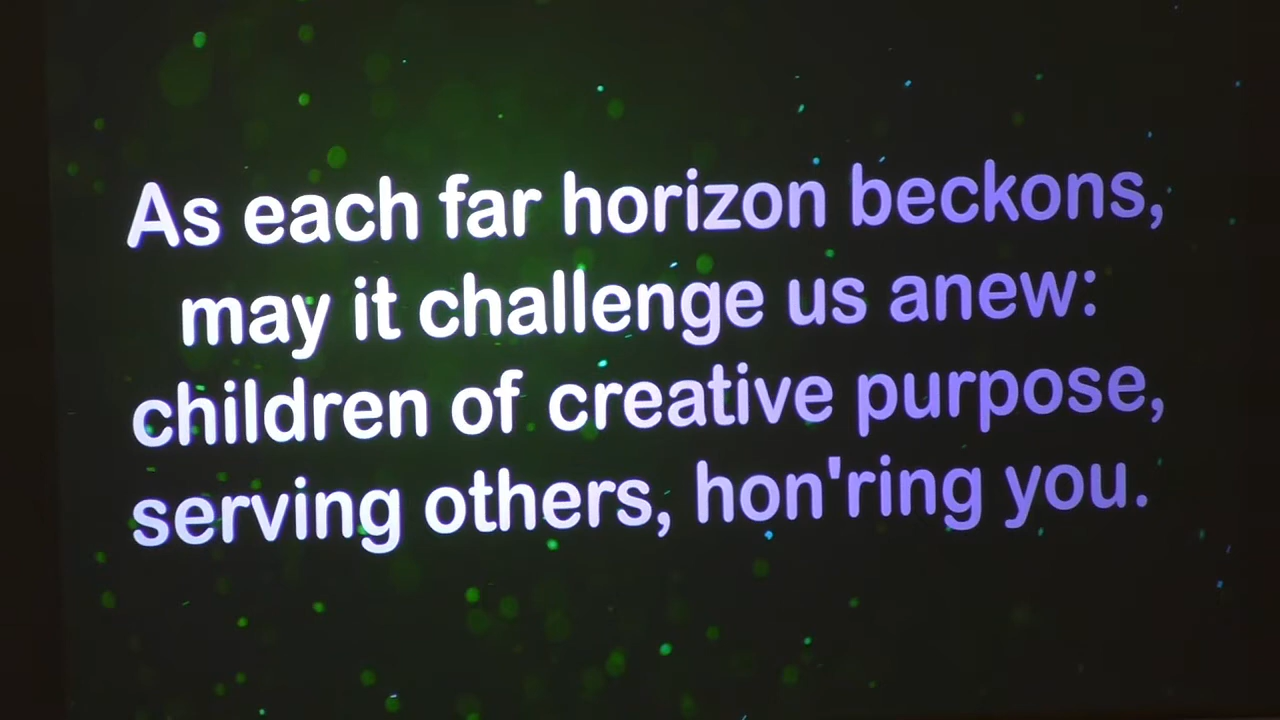 As each far horizon beckons,
may it challenge us anew:
children of creative purpose,
serving others, hon'ring you.